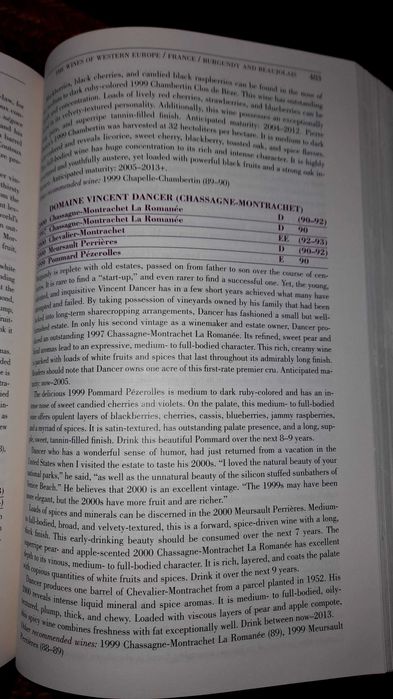 THE WINES OF WESTERN EUROPE / FRANCE / BURGUNDY AND BEAUJOLAIS 403
black cherries, and candied black raspberries can be found in the nose of
dark ruby-colored 1999 Chambertin Clos de Bèze. This wine has outstanding
concentration. Loads of lively red cherries, strawberries, and blueberries can be
velvety-textured personality. Additionally, this wine possesses an exceptionally
and superripe tannin-filled finish. Anticipated maturity: 2004–2012. Pierre
1999 Chambertin was harvested at 32 hectoliters per hectare. It is medium to dark
and reveals licorice, sweet cherry, blackberry, toasted oak, and spice flavors.
full-bodied wine has huge concentration to its rich and intense character. It is highly
and youthfully austere, yet loaded with powerful black fruits and a strong oak in-
Anticipated maturity: 2005–2013+.
recommended wine: 1999 Chapelle-Chambertin (89–90)
DOMAINE VINCENT DANCER (CHASSAGNE-MONTRACHET)
Chassagne-Montrachet La Romanée D (90–92)
Chassagne-Montrachet La Romanée D 90
Chevalier-Montrachet EE (92–93)
Meursault Perrières D (90–92)
1999 Pommard Pézerolles E 90
is replete with old estates, passed on from father to son over the course of cen-
It is rare to find a "start-up," and even rarer to find a successful one. Yet, the young,
and inquisitive Vincent Dancer has in a few short years achieved what many have
and failed. By taking possession of vineyards owned by his family that had been
into long-term sharecropping arrangements, Dancer has fashioned a small but well-
estate. In only his second vintage as a winemaker and estate owner, Dancer pro-
an outstanding 1997 Chassagne-Montrachet La Romanée. Its refined, sweet pear and
aromas lead to an expressive, medium- to full-bodied character. This rich, creamy wine
packed with loads of white fruits and spices that last throughout its admirably long finish.
Readers should note that Dancer owns one acre of this first-rate premier cru. Anticipated ma-
now–2005.
The delicious 1999 Pommard Pézerolles is medium to dark ruby-colored and has an in-
nose of sweet candied cherries and violets. On the palate, this medium- to full-bodied
offers opulent layers of blackberries, cherries, cassis, blueberries, jammy raspberries,
and a myriad of spices. It is satin-textured, has outstanding palate presence, and a long, sup-
ple, sweet, tannin-filled finish. Drink this beautiful Pommard over the next 8–9 years.
Dancer who has a wonderful sense of humor, had just returned from a vacation in the
United States when I visited the estate to taste his 2000s. "I loved the natural beauty of your
national parks," he said, "as well as the unnatural beauty of the silicon stuffed sunbathers of
Beach." He believes that 2000 is an excellent vintage. "The 1999s may have been
more elegant, but the 2000s have more fruit and are richer."
Loads of spices and minerals can be discerned in the 2000 Meursault Perrières. Medium-
to full-bodied, broad, and velvety-textured, this is a forward, spice-driven wine with a long,
thick finish. This early-drinking beauty should be consumed over the next 7 years. The
superripe pear- and apple-scented 2000 Chassagne-Montrachet La Romanée has excellent
depth to its vinous, medium- to full-bodied character. It is rich, layered, and coats the palate
with copious quantities of white fruits and spices. Drink it over the next 9 years.
Dancer produces one barrel of Chevalier-Montrachet from a parcel planted in 1952. His
2000 reveals intense liquid mineral and spice aromas. It is medium- to full-bodied, oily-
textured, plump, thick, and chewy. Loaded with viscous layers of pear and apple compote,
spicy wine combines freshness with fat exceptionally well. Drink between now–2013.
Other recommended wines: 1999 Chassagne-Montrachet La Romanée (89), 1999 Meursault
Perrières (88–89)